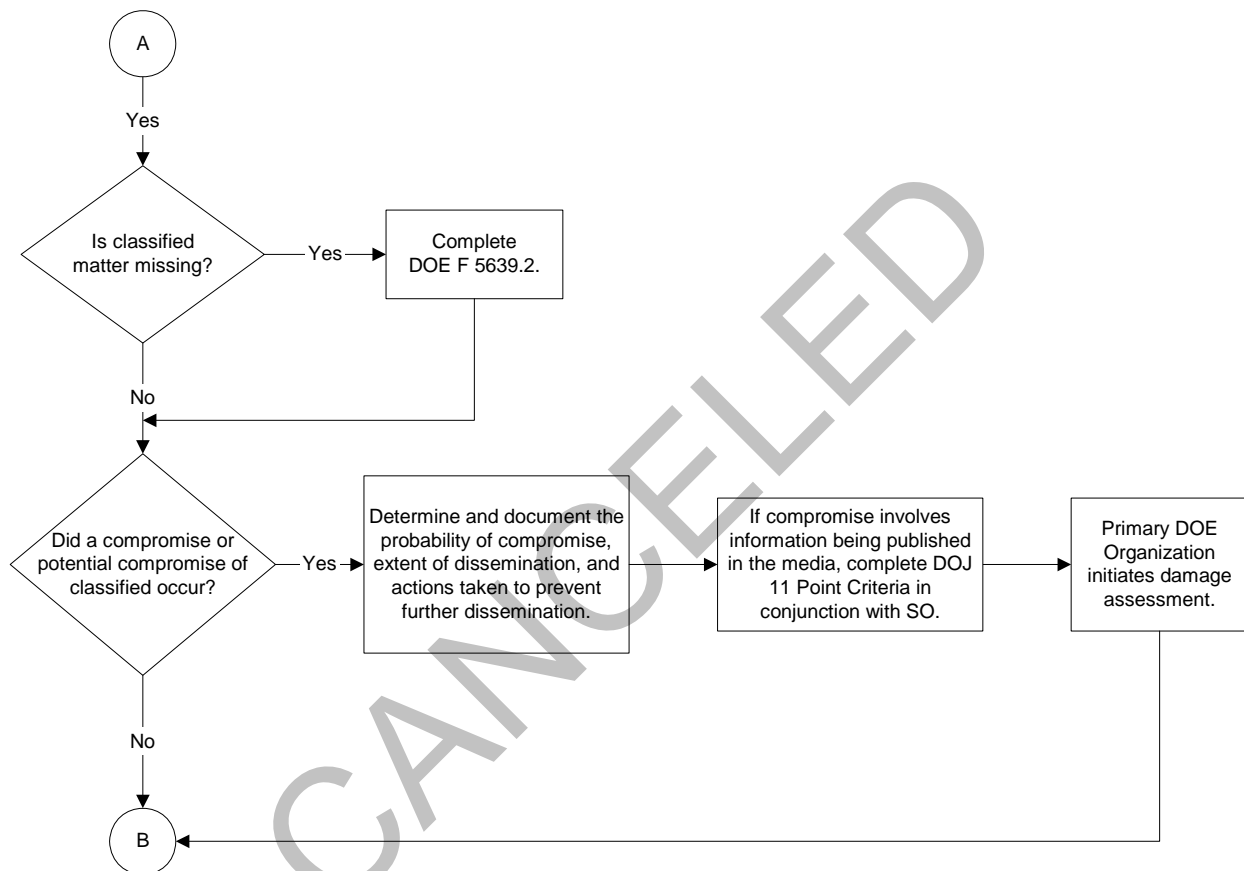 A
Yes
Is classified
matter missing?
Yes
Complete
DOE F 5639.2.
No
Did a compromise or
potential compromise of
classified occur?
Yes
Determine and document the
probability of compromise,
extent of dissemination, and
actions taken to prevent
further dissemination.
If compromise involves
information being published
in the media, complete DOJ
11 Point Criteria in
conjunction with SO.
Primary DOE
Organization
initiates damage
assessment.
No
B
CANCELED